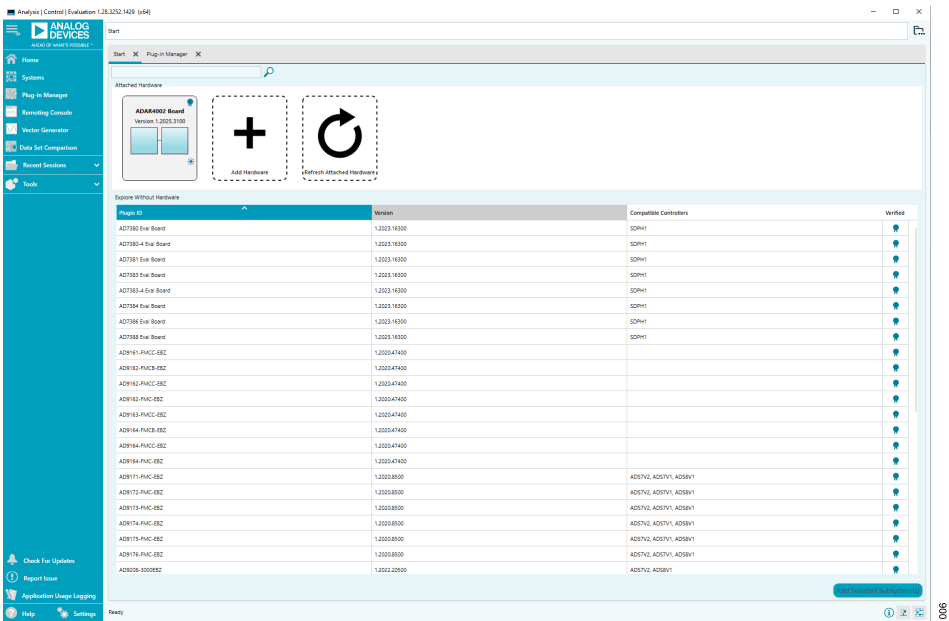 Analysis | Control | Evaluation 1.28.3252.1429 (x64)
ANALOG
DEVICES
AHEAD OF WHAT'S POSSIBLE™
Start
Home
Systems
Plug-in Manager
Remoting Console
Vector Generator
Data Set Comparison
Recent Sessions
Tools
Start
Plug-in Manager
Attached Hardware
ADAR4002 Board
Version 1.2025.3100
Add Hardware
Refresh Attached Hardware
Explore Without Hardware
Plugin ID Version Compatible Controllers Verified
AD7380 Eval Board 1.2023.16300 SDPH1
AD7380-4 Eval Board 1.2023.16300 SDPH1
AD7381 Eval Board 1.2023.16300 SDPH1
AD7383 Eval Board 1.2023.16300 SDPH1
AD7383-4 Eval Board 1.2023.16300 SDPH1
AD7384 Eval Board 1.2023.16300 SDPH1
AD7386 Eval Board 1.2023.16300 SDPH1
AD7388 Eval Board 1.2023.16300 SDPH1
AD9161-FMCC-EBZ 1.2020.47400
AD9162-FMCB-EBZ 1.2020.47400
AD9162-FMCC-EBZ 1.2020.47400
AD9162-FMC-EBZ 1.2020.47400
AD9163-FMCC-EBZ 1.2020.47400
AD9164-FMCB-EBZ 1.2020.47400
AD9164-FMCC-EBZ 1.2020.47400
AD9164-FMC-EBZ 1.2020.47400
AD9171-FMC-EBZ 1.2020.8500 ADS7V2, ADS7V1, ADS8V1
AD9172-FMC-EBZ 1.2020.8500 ADS7V2, ADS7V1, ADS8V1
AD9173-FMC-EBZ 1.2020.8500 ADS7V2, ADS7V1, ADS8V1
AD9174-FMC-EBZ 1.2020.8500 ADS7V2, ADS7V1, ADS8V1
AD9175-FMC-EBZ 1.2020.8500 ADS7V2, ADS7V1, ADS8V1
AD9176-FMC-EBZ 1.2020.8500 ADS7V2, ADS7V1, ADS8V1
AD9208-3000EBZ 1.2022.20500 ADS7V2, ADS8V1
Add Selected Subsystem(s)
Check For Updates
Report Issue
Application Usage Logging
Help Settings
Ready
006